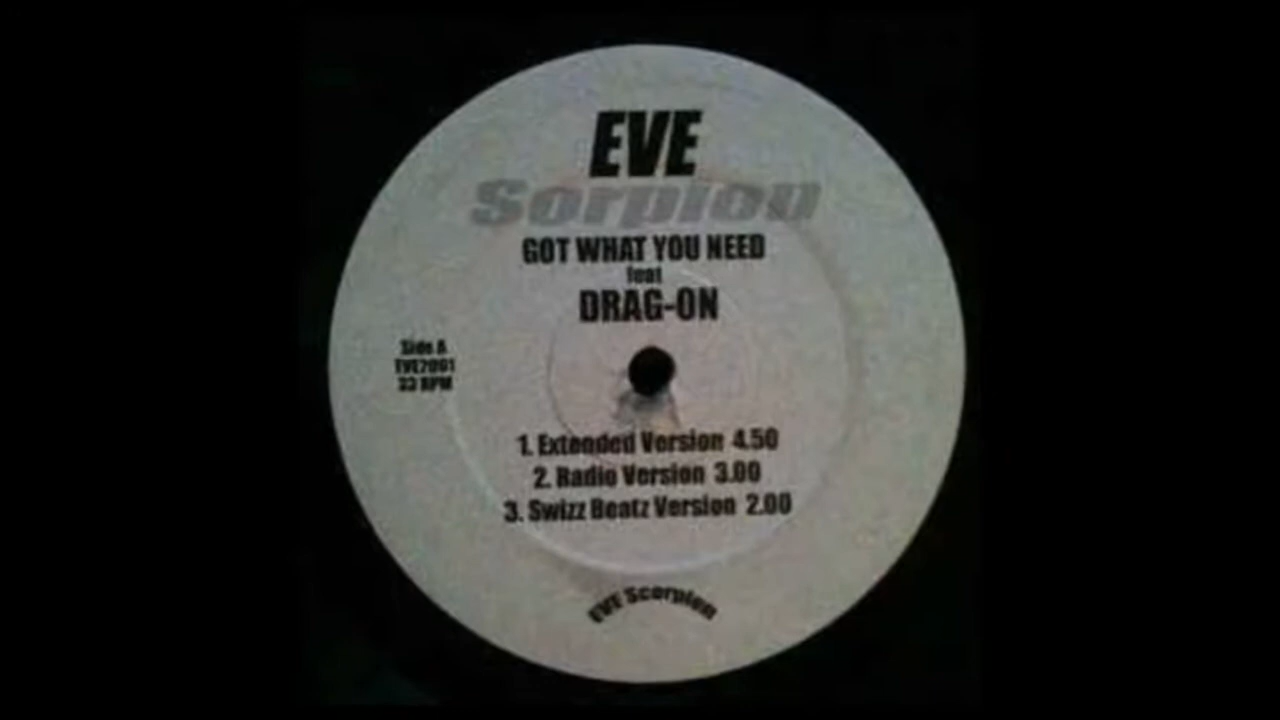 EVE
Sorpion
GOT WHAT YOU NEED
feat
DRAG-ON
Side A
EVE2001
33 RPM
1. Extended Version 4.50
2. Radio Version 3.00
3. Swizz Beatz Version 2.00
EVE Scorpion